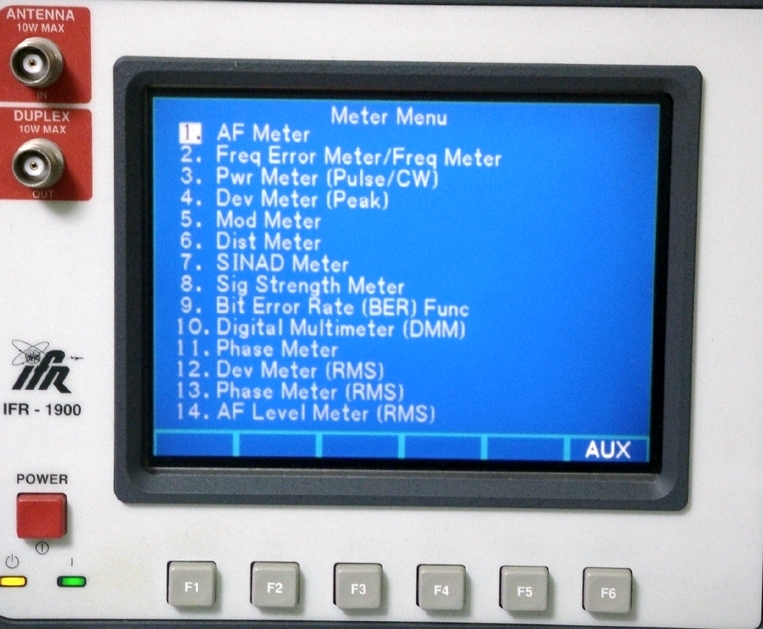 ANTENNA
10W MAX
IN
DUPLEX
10W MAX
OUT
Meter Menu
1. AF Meter
2. Freq Error Meter/Freq Meter
3. Pwr Meter (Pulse/CW)
4. Dev Meter (Peak)
5. Mod Meter
6. Dist Meter
7. SINAD Meter
8. Sig Strength Meter
9. Bit Error Rate (BER) Func
10. Digital Multimeter (DMM)
11. Phase Meter
12. Dev Meter (RMS)
13. Phase Meter (RMS)
14. AF Level Meter (RMS)
AUX
IFR
IFR - 1900
POWER
F1 F2 F3 F4 F5 F6